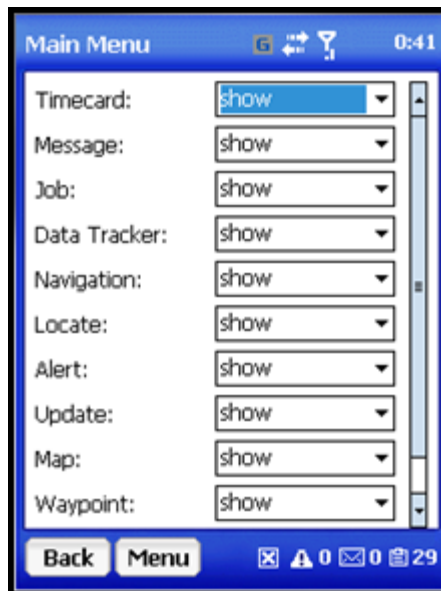 Main Menu G 0:41
Timecard: show
Message: show
Job: show
Data Tracker: show
Navigation: show
Locate: show
Alert: show
Update: show
Map: show
Waypoint: show
Back Menu 0 0 29